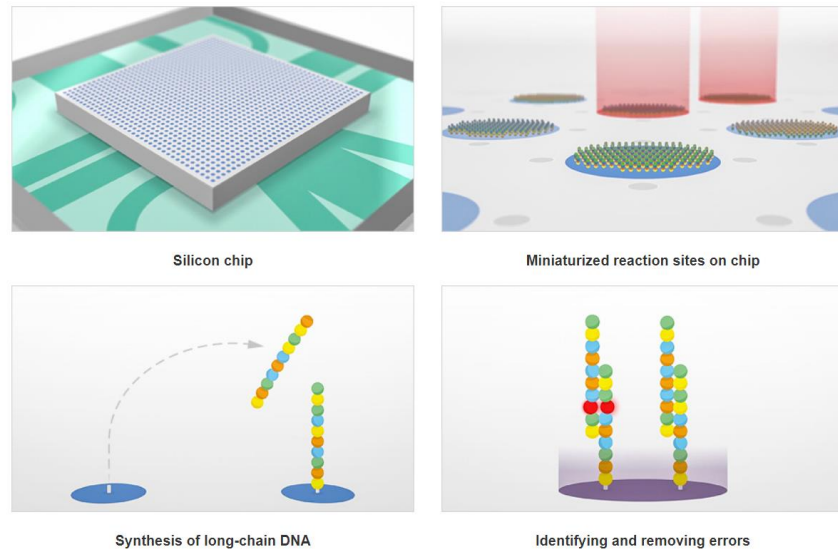 Silicon chip
Miniaturized reaction sites on chip
Synthesis of long-chain DNA
Identifying and removing errors